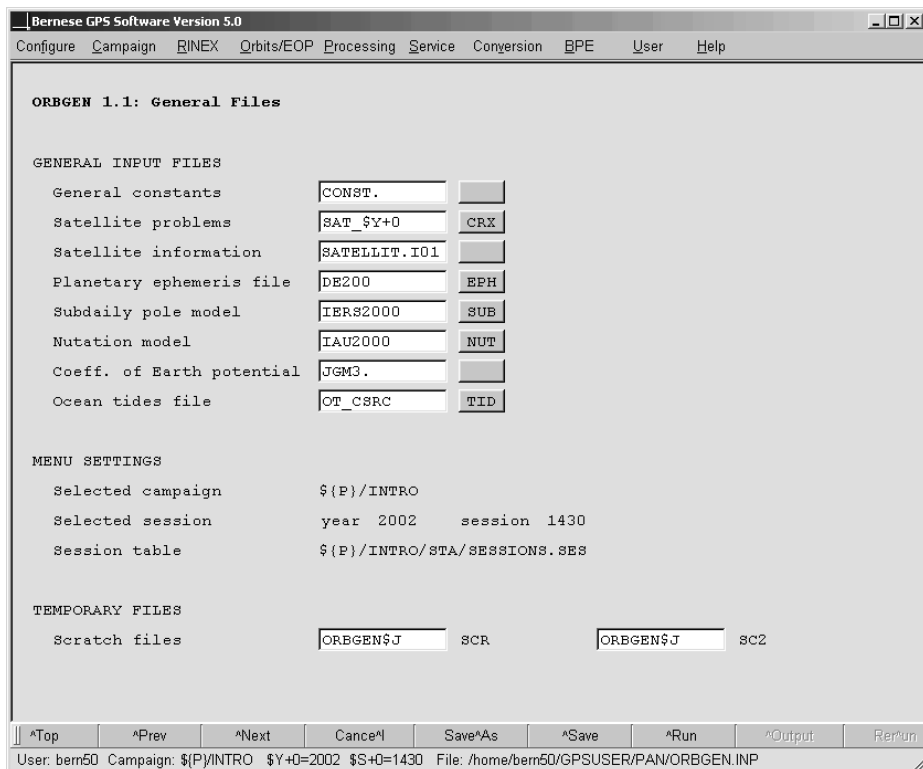 Bernese GPS Software Version 5.0
Configure Campaign RINEX Orbits/EOP Processing Service Conversion BPE User Help
ORBGEN 1.1: General Files
GENERAL INPUT FILES
General constants CONST.
Satellite problems SAT_$Y+0 CRX
Satellite information SATELLIT.I01
Planetary ephemeris file DE200 EPH
Subdaily pole model IERS2000 SUB
Nutation model IAU2000 NUT
Coeff. of Earth potential JGM3.
Ocean tides file OT_CSRC TID
MENU SETTINGS
Selected campaign ${P}/INTRO
Selected session year 2002 session 1430
Session table ${P}/INTRO/STA/SESSIONS.SES
TEMPORARY FILES
Scratch files ORBGEN$J SCR ORBGEN$J SC2
^Top ^Prev ^Next Cance^l Save^As ^Save ^Run ^Output Rer^un
User: bern50 Campaign: ${P}/INTRO $Y+0=2002 $S+0=1430 File: /home/bern50/GPSUSER/PAN/ORBGEN.INP